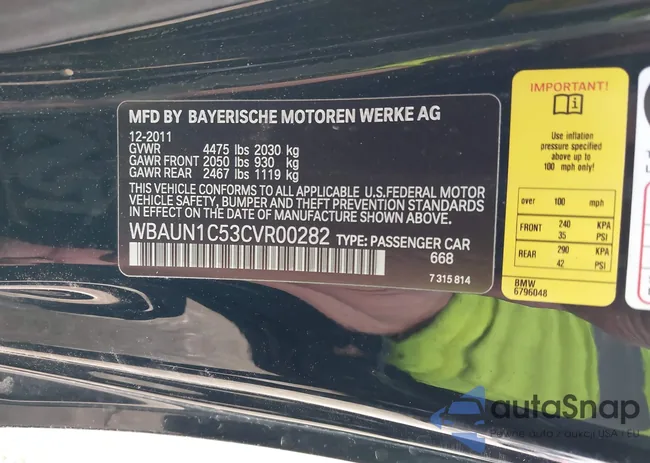 MFD BY BAYERISCHE MOTOREN WERKE AG
12-2011
GVWR 4475 lbs 2030 kg
GAWR FRONT 2050 lbs 930 kg
GAWR REAR 2467 lbs 1119 kg
THIS VEHICLE CONFORMS TO ALL APPLICABLE U.S.FEDERAL MOTOR
VEHICLE SAFETY, BUMPER AND THEFT PREVENTION STANDARDS
IN EFFECT ON THE DATE OF MANUFACTURE SHOWN ABOVE.
WBAUN1C53CVR00282 TYPE: PASSENGER CAR
668
7 315 814
IMPORTANT!
Use inflation
pressure specified
above up to
100 mph only!
over 100 mph
FRONT 240 KPA
35 PSI
REAR 290 KPA
42 PSI
BMW
6796048
autoSnap